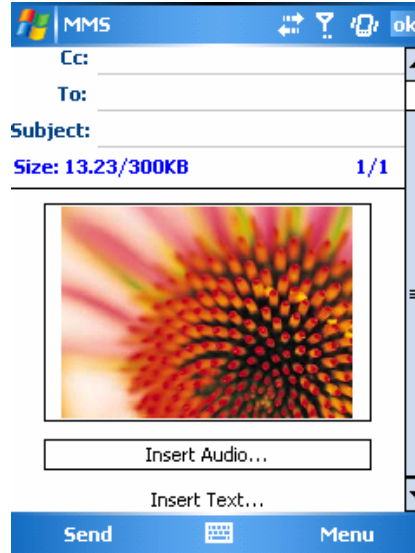 MMS ok
Cc:
To:
Subject:
Size: 13.23/300KB 1/1
Insert Audio...
Insert Text...
Send Menu